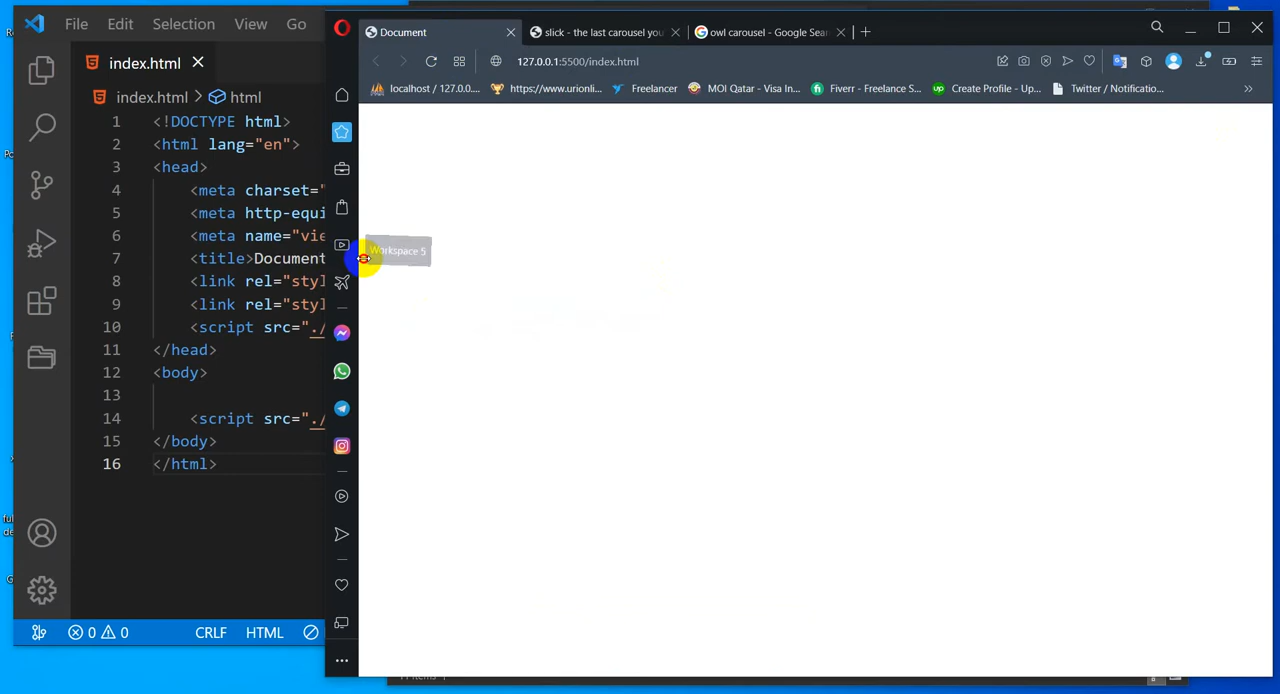 File Edit Selection View Go
index.html
index.html > html
1 <!DOCTYPE html>
2 <html lang="en">
3 <head>
4 <meta charset="
5 <meta http-equi
6 <meta name="vie
7 <title>Document
8 <link rel="styl
9 <link rel="styl
10 <script src="./
11 </head>
12 <body>
13
14 <script src="./
15 </body>
16 </html>
0 0 CRLF HTML
Document
slick - the last carousel you
owl carousel - Google Sear
127.0.0.1:5500/index.html
localhost / 127.0.0....
https://www.urionli...
Freelancer
MOI Qatar - Visa In...
Fiverr - Freelance S...
Create Profile - Up...
Twitter / Notificatio...
Workspace 5